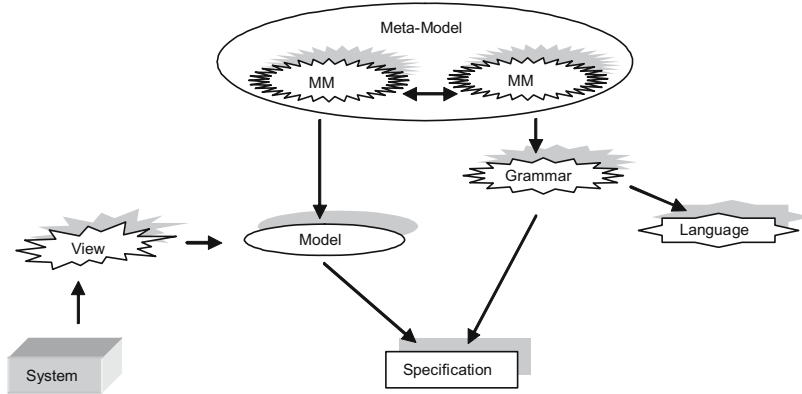 Meta-Model
MM
MM
Grammar
View
Model
Language
System
Specification